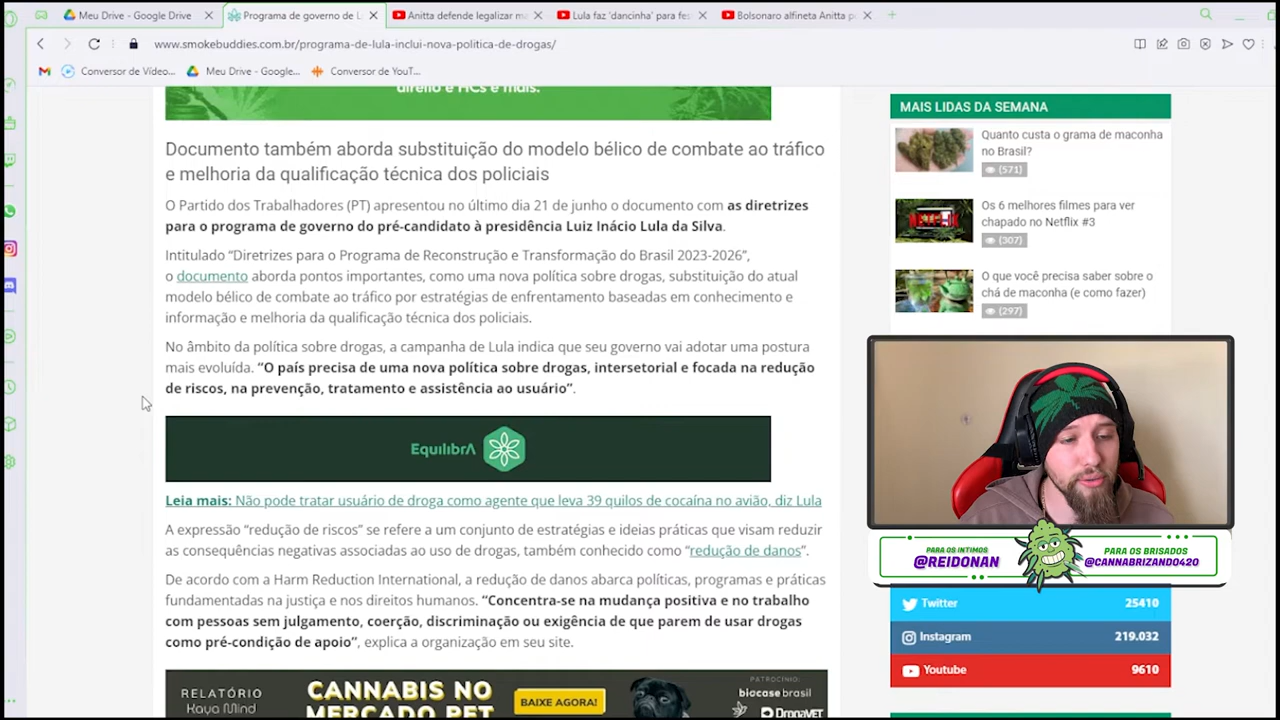 Meu Drive - Google Drive
Programa de governo de L
Anitta defende legalizar ma
Lula faz 'dancinha' para fes
Bolsonaro alfineta Anitta p
www.smokebuddies.com.br/programa-de-lula-inclui-nova-politica-de-drogas/
Conversor de Vídeo...
Meu Drive - Google...
Conversor de YouT...
direito e HCs e mais.
Documento também aborda substituição do modelo bélico de combate ao tráfico
e melhoria da qualificação técnica dos policiais
O Partido dos Trabalhadores (PT) apresentou no último dia 21 de junho o documento com as diretrizes
para o programa de governo do pré-candidato à presidência Luiz Inácio Lula da Silva.
Intitulado “Diretrizes para o Programa de Reconstrução e Transformação do Brasil 2023-2026”,
o documento aborda pontos importantes, como uma nova política sobre drogas, substituição do atual
modelo bélico de combate ao tráfico por estratégias de enfrentamento baseadas em conhecimento e
informação e melhoria da qualificação técnica dos policiais.
No âmbito da política sobre drogas, a campanha de Lula indica que seu governo vai adotar uma postura
mais evoluída. “O país precisa de uma nova política sobre drogas, intersetorial e focada na redução
de riscos, na prevenção, tratamento e assistência ao usuário”.
EquilibrA
Leia mais: Não pode tratar usuário de droga como agente que leva 39 quilos de cocaína no avião, diz Lula
A expressão “redução de riscos” se refere a um conjunto de estratégias e ideias práticas que visam reduzir
as consequências negativas associadas ao uso de drogas, também conhecido como “redução de danos”.
De acordo com a Harm Reduction International, a redução de danos abarca políticas, programas e práticas
fundamentadas na justiça e nos direitos humanos. “Concentra-se na mudança positiva e no trabalho
com pessoas sem julgamento, coerção, discriminação ou exigência de que parem de usar drogas
como pré-condição de apoio”, explica a organização em seu site.
RELATÓRIO
Kaya Mind
CANNABIS NO
MERCADO PET
BAIXE AGORA!
PATROCÍNIO:
biocase brasil
DronaVET
MAIS LIDAS DA SEMANA
Quanto custa o grama de maconha
no Brasil?
(571)
Os 6 melhores filmes para ver
chapado no Netflix #3
(307)
O que você precisa saber sobre o
chá de maconha (e como fazer)
(297)
PARA OS INTIMOS:
@REIDONAN
PARA OS BRISADOS
@CANNABRIZANDO420
Twitter 25410
Instagram 219.032
Youtube 9610